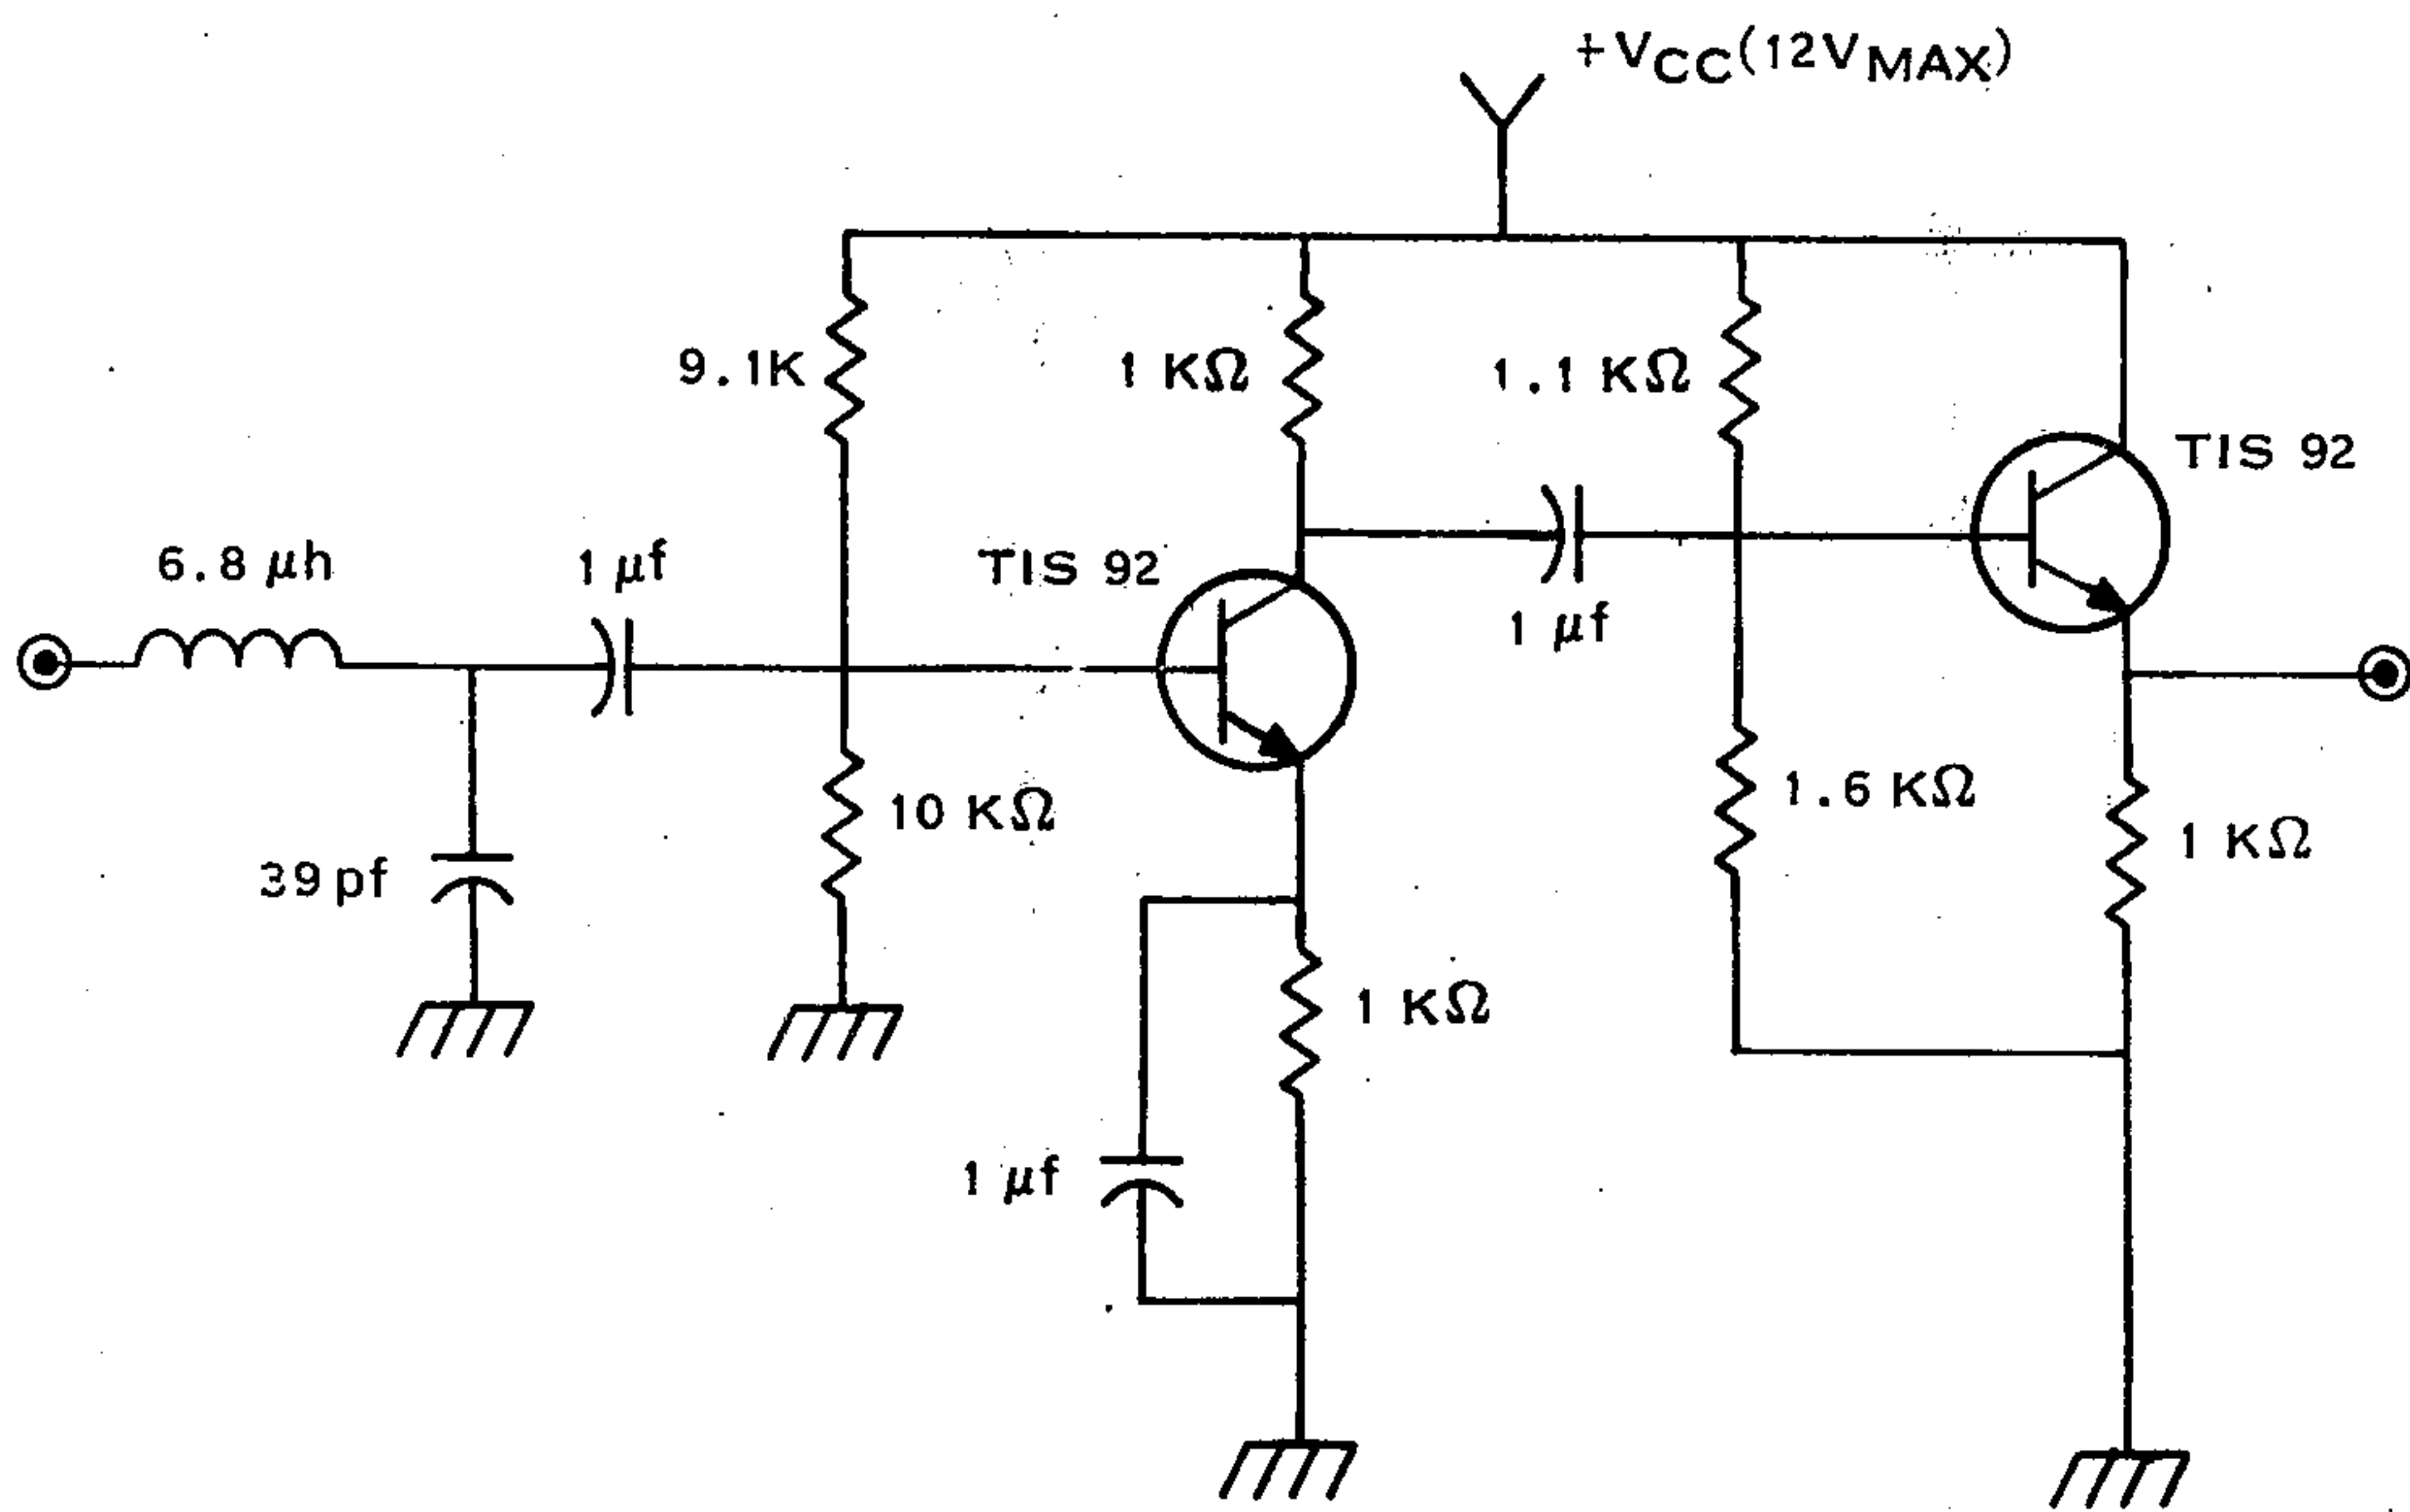 +VCC(12VMAX)
9.1K
1 KΩ
1.1 KΩ
TIS 92
6.8 µh
1 µf
TIS 92
1 µf
10 KΩ
1.6 KΩ
1 KΩ
39pf
1 KΩ
1 µf